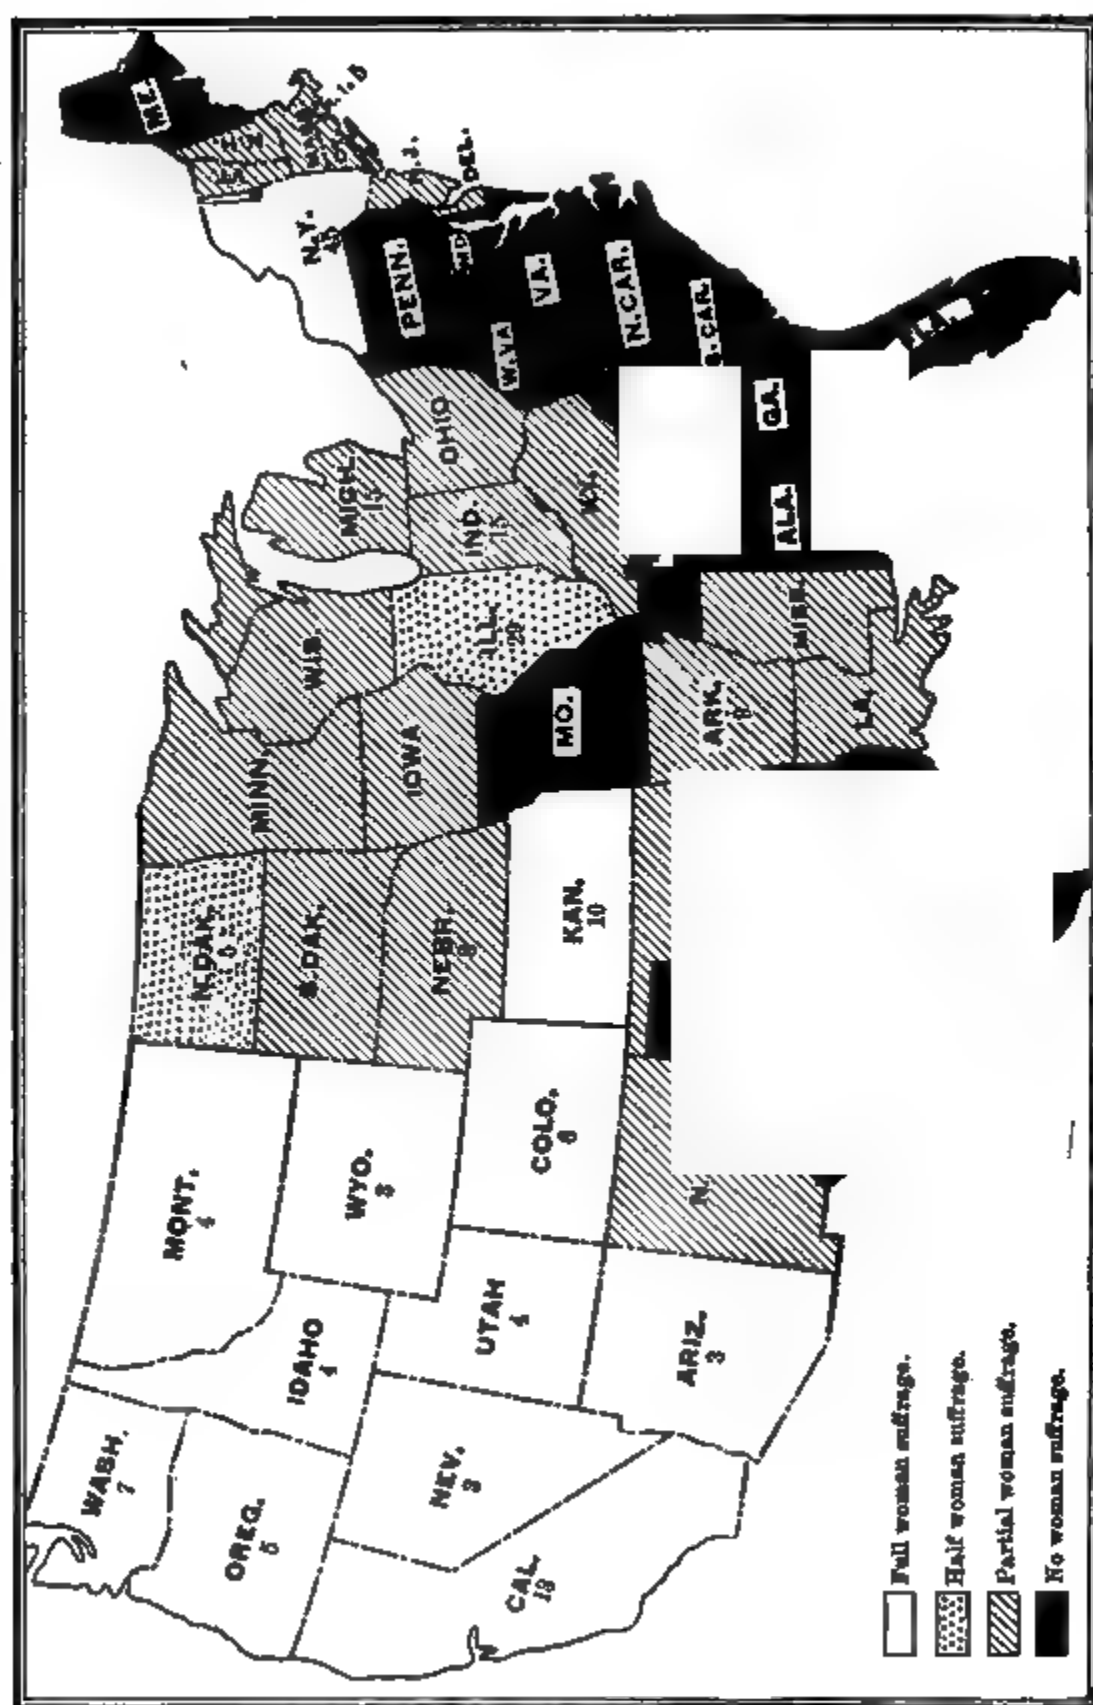 WASH.
7
OREG.
5
CAL.
13
NEV.
3
IDAHO
4
MONT.
4
WYO.
3
UTAH
4
COLO.
6
ARIZ.
3
N.
N. DAK.
5
S. DAK.
NEBR.
8
KAN.
10
MINN.
IOWA
MO.
ARK.
LA.
WIS.
ILL.
29
MICH.
15
IND.
15
OHIO
KY.
MISS.
ALA.
GA.
FLA.
S. CAR.
N. CAR.
VA.
W. VA
PENN.
MD
DEL.
N. J.
N.Y.
45
ME.
Full woman suffrage.
Half woman suffrage.
Partial woman suffrage.
No woman suffrage.